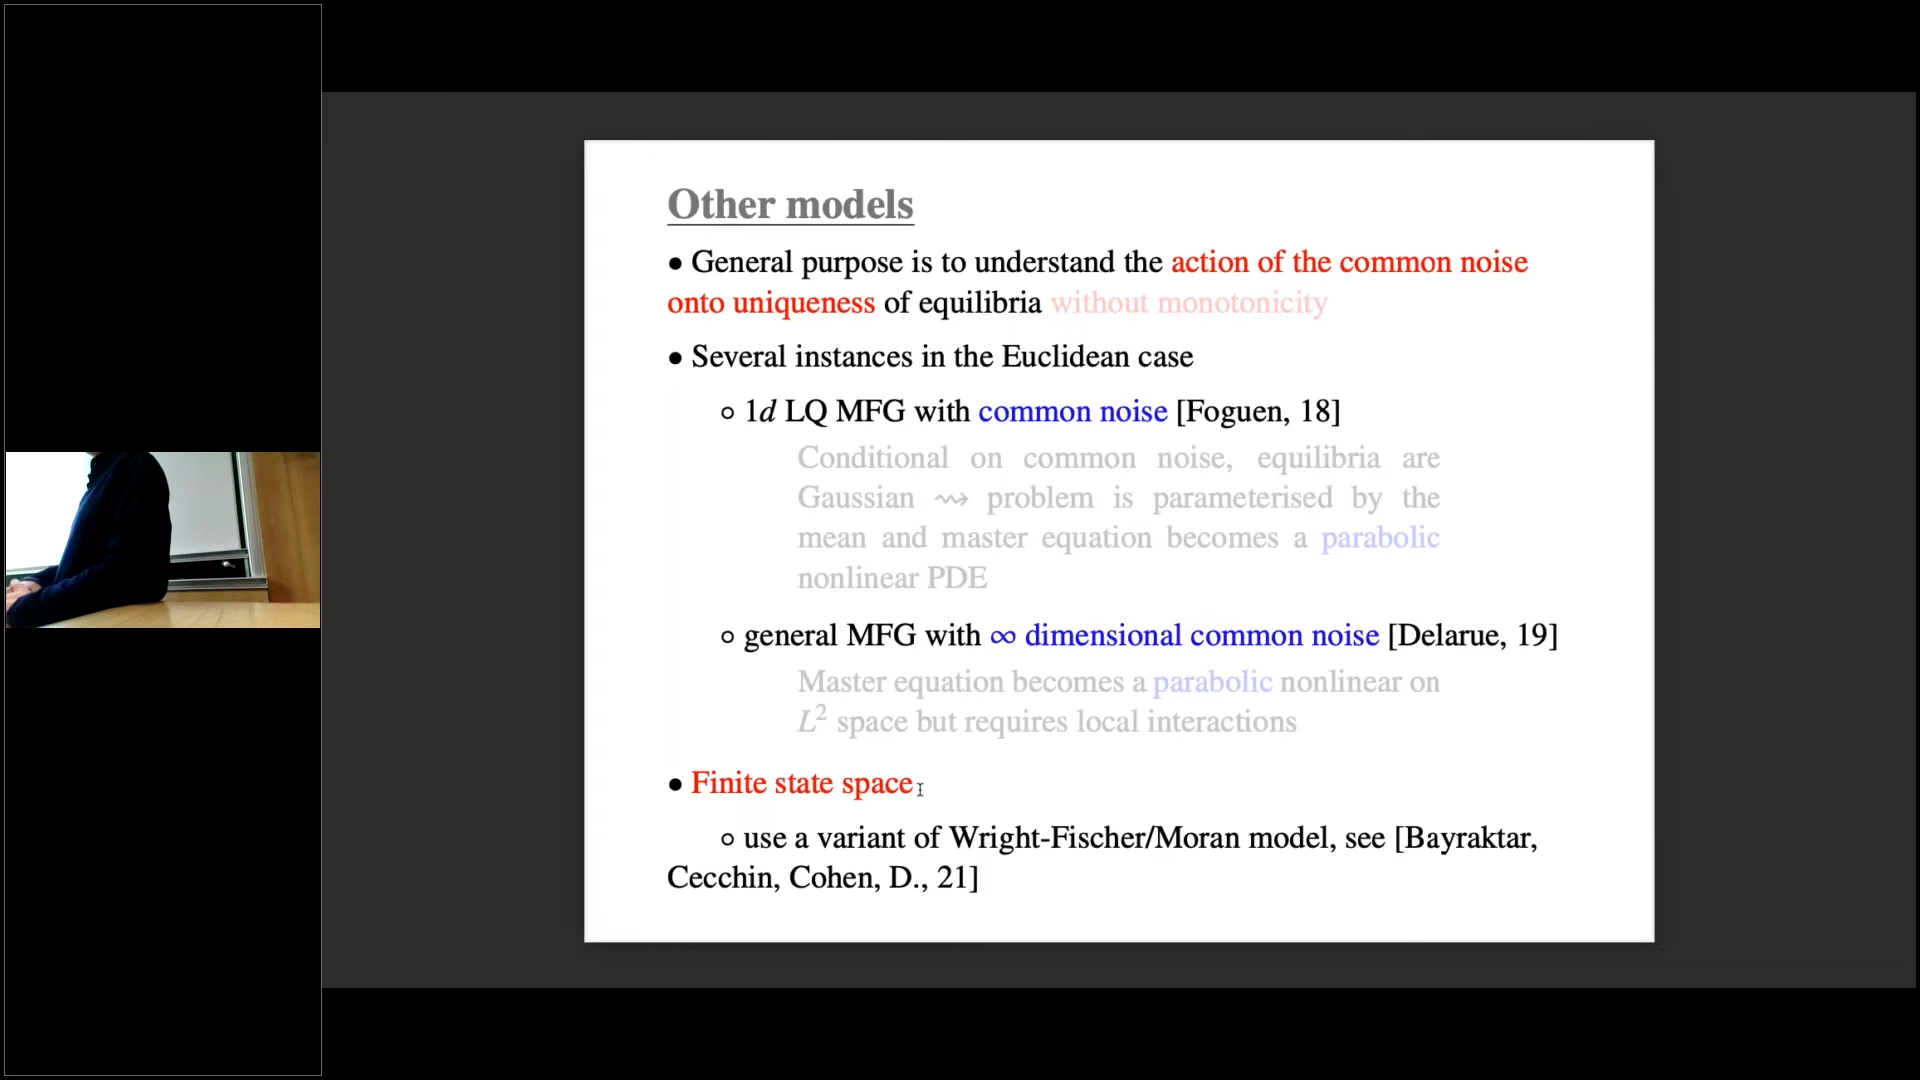 Other models
• General purpose is to understand the action of the common noise
onto uniqueness of equilibria without monotonicity
• Several instances in the Euclidean case
◦ 1d LQ MFG with common noise [Foguen, 18]
Conditional on common noise, equilibria are
Gaussian ⇝ problem is parameterised by the
mean and master equation becomes a parabolic
nonlinear PDE
◦ general MFG with ∞ dimensional common noise [Delarue, 19]
Master equation becomes a parabolic nonlinear on
L² space but requires local interactions
• Finite state space
◦ use a variant of Wright-Fischer/Moran model, see [Bayraktar,
Cecchin, Cohen, D., 21]